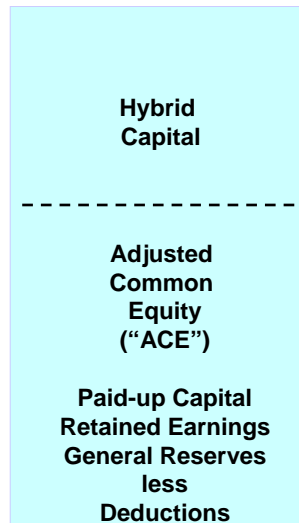 Hybrid
Capital
Adjusted
Common
Equity
(“ACE”)
Paid-up Capital
Retained Earnings
General Reserves
less
Deductions